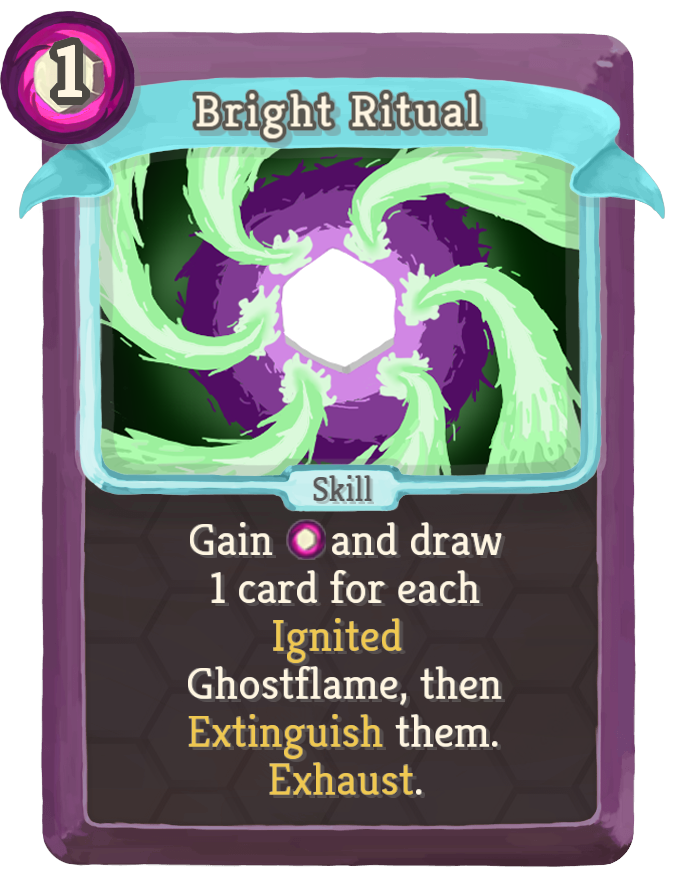 1
Bright Ritual
Skill
Gain and draw
1 card for each
Ignited
Ghostflame, then
Extinguish them.
Exhaust.